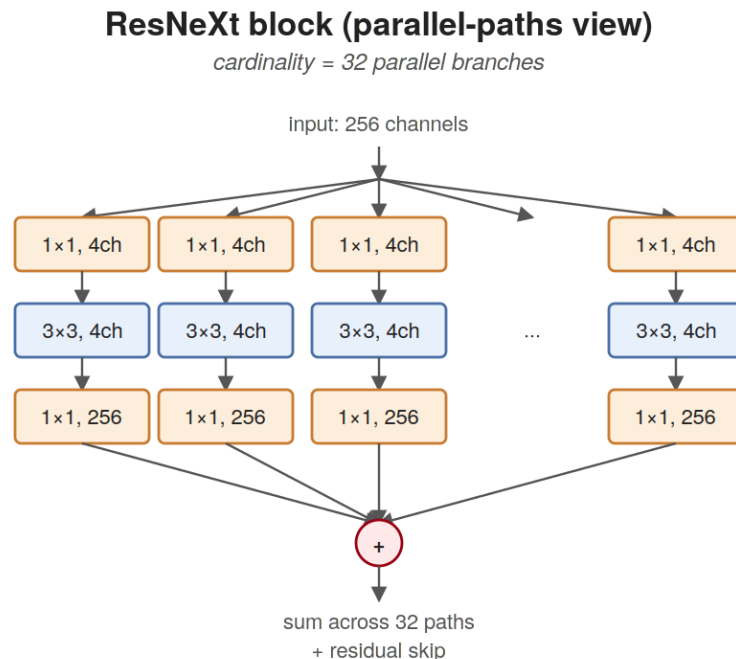 ResNeXt block (parallel-paths view)
cardinality = 32 parallel branches
input: 256 channels
1×1, 4ch 1×1, 4ch 1×1, 4ch 1×1, 4ch
3×3, 4ch 3×3, 4ch 3×3, 4ch ... 3×3, 4ch
1×1, 256 1×1, 256 1×1, 256 1×1, 256
+
sum across 32 paths
+ residual skip